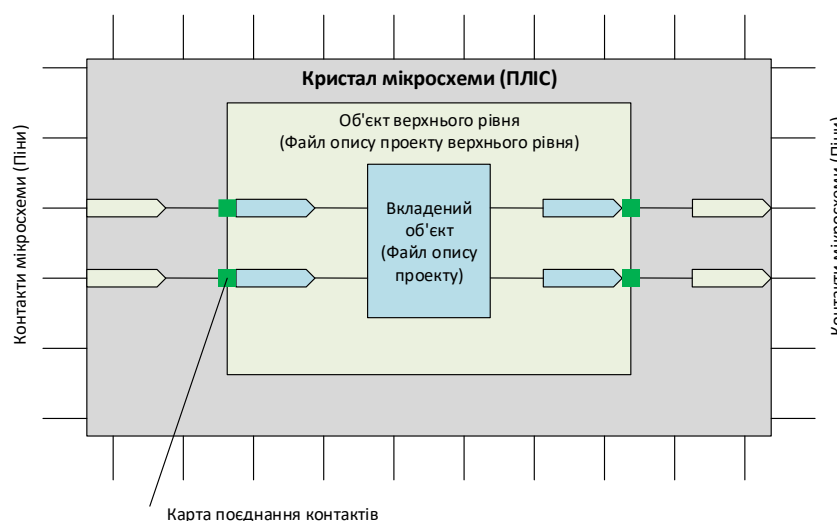 Кристал мікросхеми (ПЛІС)
Об'єкт верхнього рівня
(Файл опису проекту верхнього рівня)
Контакти мікросхеми (Піни)
Вкладений
об'єкт
(Файл опису
проекту)
Контакти мікросхеми (Піни)
Карта поєднання контактів